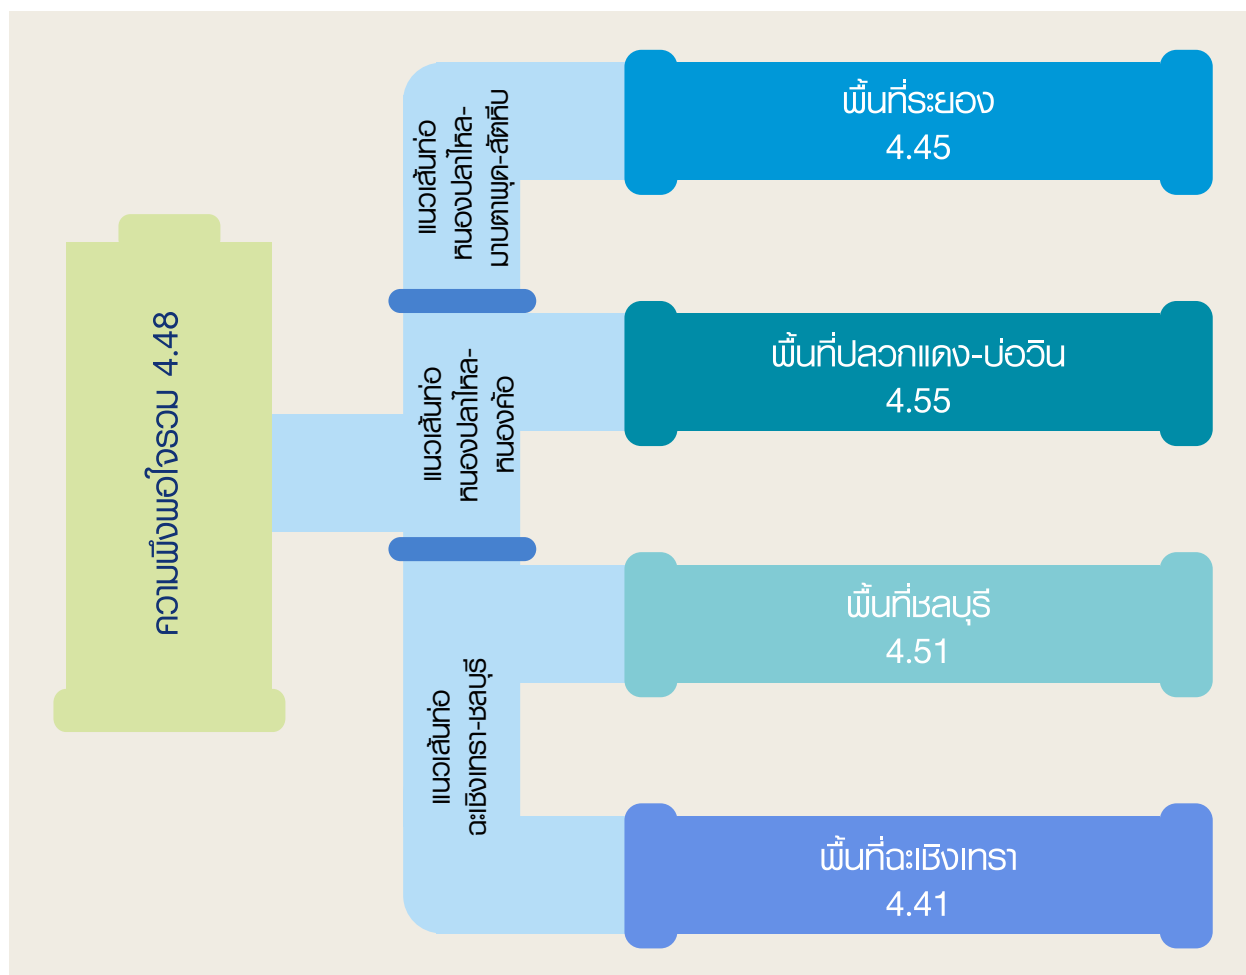 ความพึงพอใจรวม 4.48
แนวเส้นท่อ
หนองปลาไหล-
มาบตาพุด-สัตหีบ
แนวเส้นท่อ
หนองปลาไหล-
หนองค้อ
แนวเส้นท่อ
ฉะเชิงเทรา-ชลบุรี
พื้นที่ระยอง
4.45
พื้นที่ปลวกแดง-บ่อวิน
4.55
พื้นที่ชลบุรี
4.51
พื้นที่ฉะเชิงเทรา
4.41